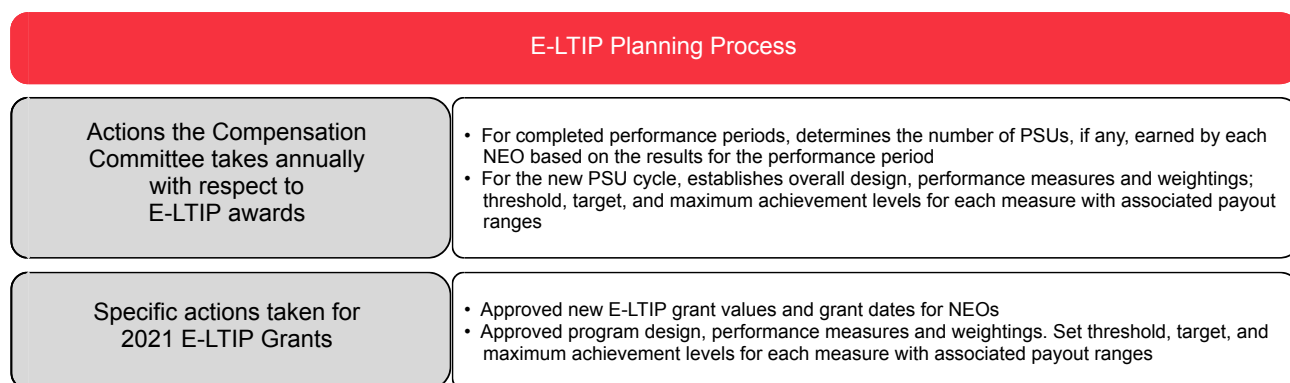 E-LTIP Planning Process
Actions the Compensation
Committee takes annually
with respect to
E-LTIP awards
• For completed performance periods, determines the number of PSUs, if any, earned by each
NEO based on the results for the performance period
• For the new PSU cycle, establishes overall design, performance measures and weightings;
threshold, target, and maximum achievement levels for each measure with associated payout
ranges
Specific actions taken for
2021 E-LTIP Grants
• Approved new E-LTIP grant values and grant dates for NEOs
• Approved program design, performance measures and weightings. Set threshold, target, and
maximum achievement levels for each measure with associated payout ranges